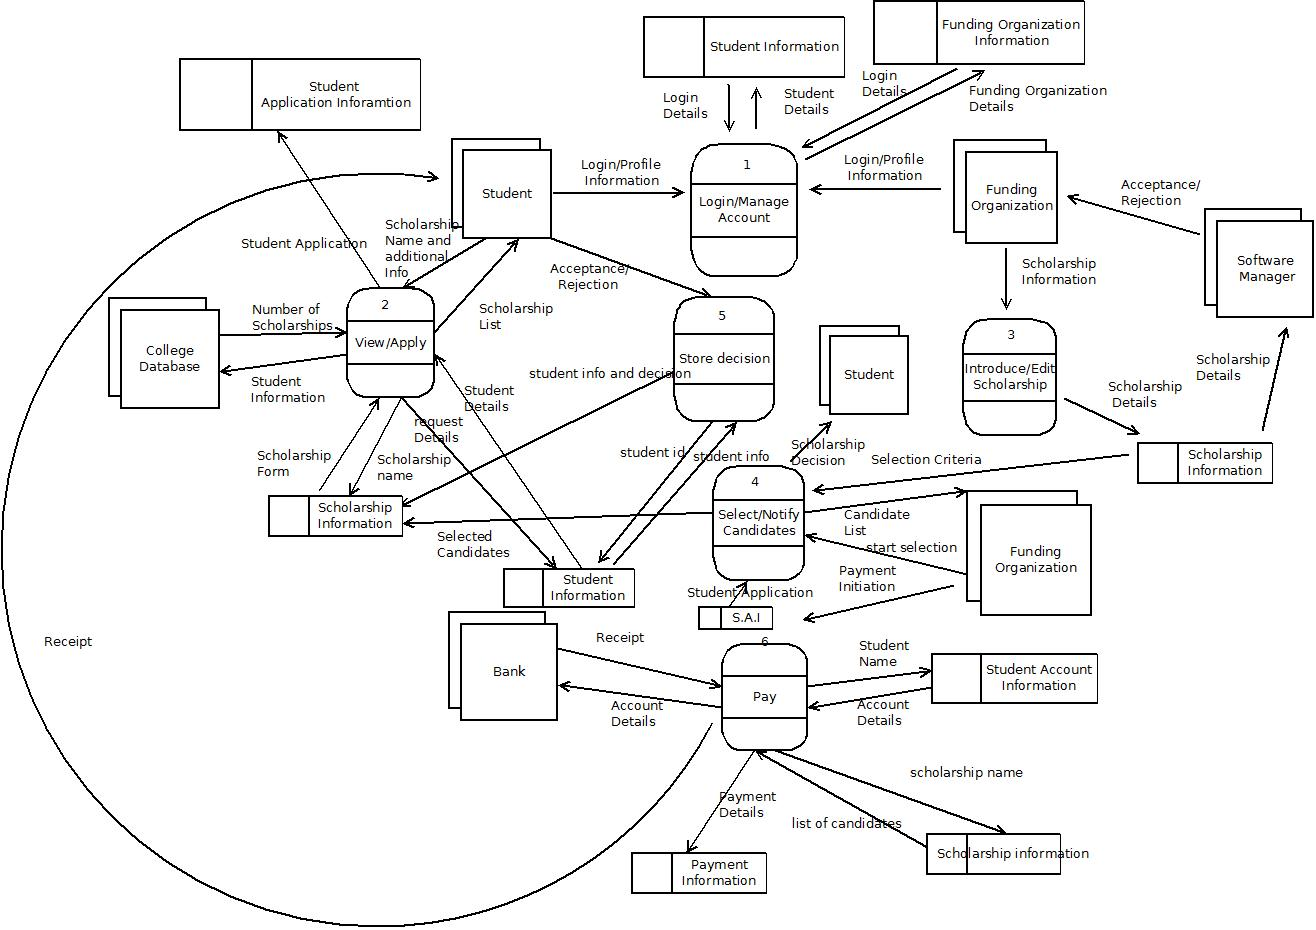 Funding Organization
Information
Student Information
Student
Application Inforamtion
Login
Details
Funding Organization
Details
Login
Details
Student
Details
Student
Login/Profile
Information
1
Login/Manage
Account
Login/Profile
Information
Funding
Organization
Acceptance/
Rejection
Software
Manager
Student Application
Scholarship
Name and
additional
Info
Acceptance/
Rejection
Scholarship
Information
Number of
Scholarships
2
View/Apply
Scholarship
List
5
Store decision
3
Introduce/Edit
Scholarship
College
Database
Student
Information
student info and decision
Student
Scholarship
Details
Scholarship
Details
Student
Details
request
Details
Scholarship
Form
Scholarship
name
student id
student info
Scholarship
Decision
Selection Criteria
Scholarship
Information
4
Select/Notify
Candidates
Scholarship
Information
Selected
Candidates
Candidate
List
start selection
Funding
Organization
Student
Information
Payment
Initiation
Student Application
S.A.I
Receipt
Receipt
6
Pay
Bank
Student
Name
Student Account
Information
Account
Details
Account
Details
scholarship name
Payment
Details
list of candidates
Scholarship information
Payment
Information